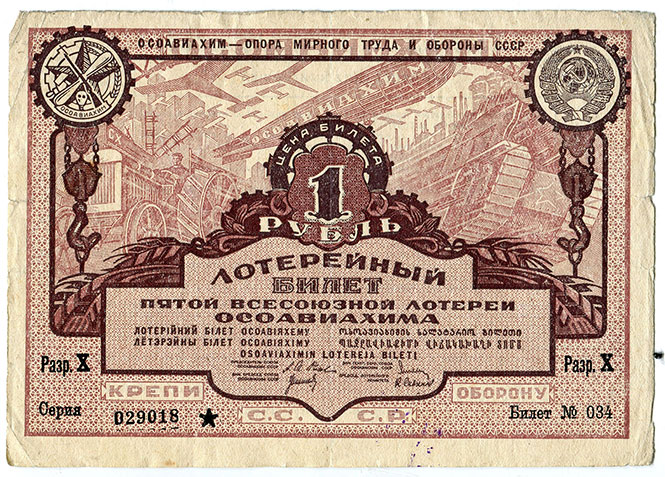 ОСОАВИАХИМ — ОПОРА МИРНОГО ТРУДА И ОБОРОНЫ СССР
ОСОАВИАХИМ
ОСОАВИАХИМ
ЦЕНА БИЛЕТА
1
РУБЛЬ
ЛОТЕРЕЙНЫЙ
БИЛЕТ
ПЯТОЙ ВСЕСОЮЗНОЙ ЛОТЕРЕИ
ОСОАВИАХИМА
ЛОТЕРІЙНИЙ БІЛЕТ ОСОАВІЯХЕМУ
ЛЁТЭРЭЙНЫ БІЛЕТ ОСОАВІЯХІМУ
OSOAVIAXIMIN LOTEREJA BILETI
Разр. X
Разр. X
КРЕПИ
ОБОРОНУ
С.С.
С.Р.
Серия
029018 ★
Билет № 034